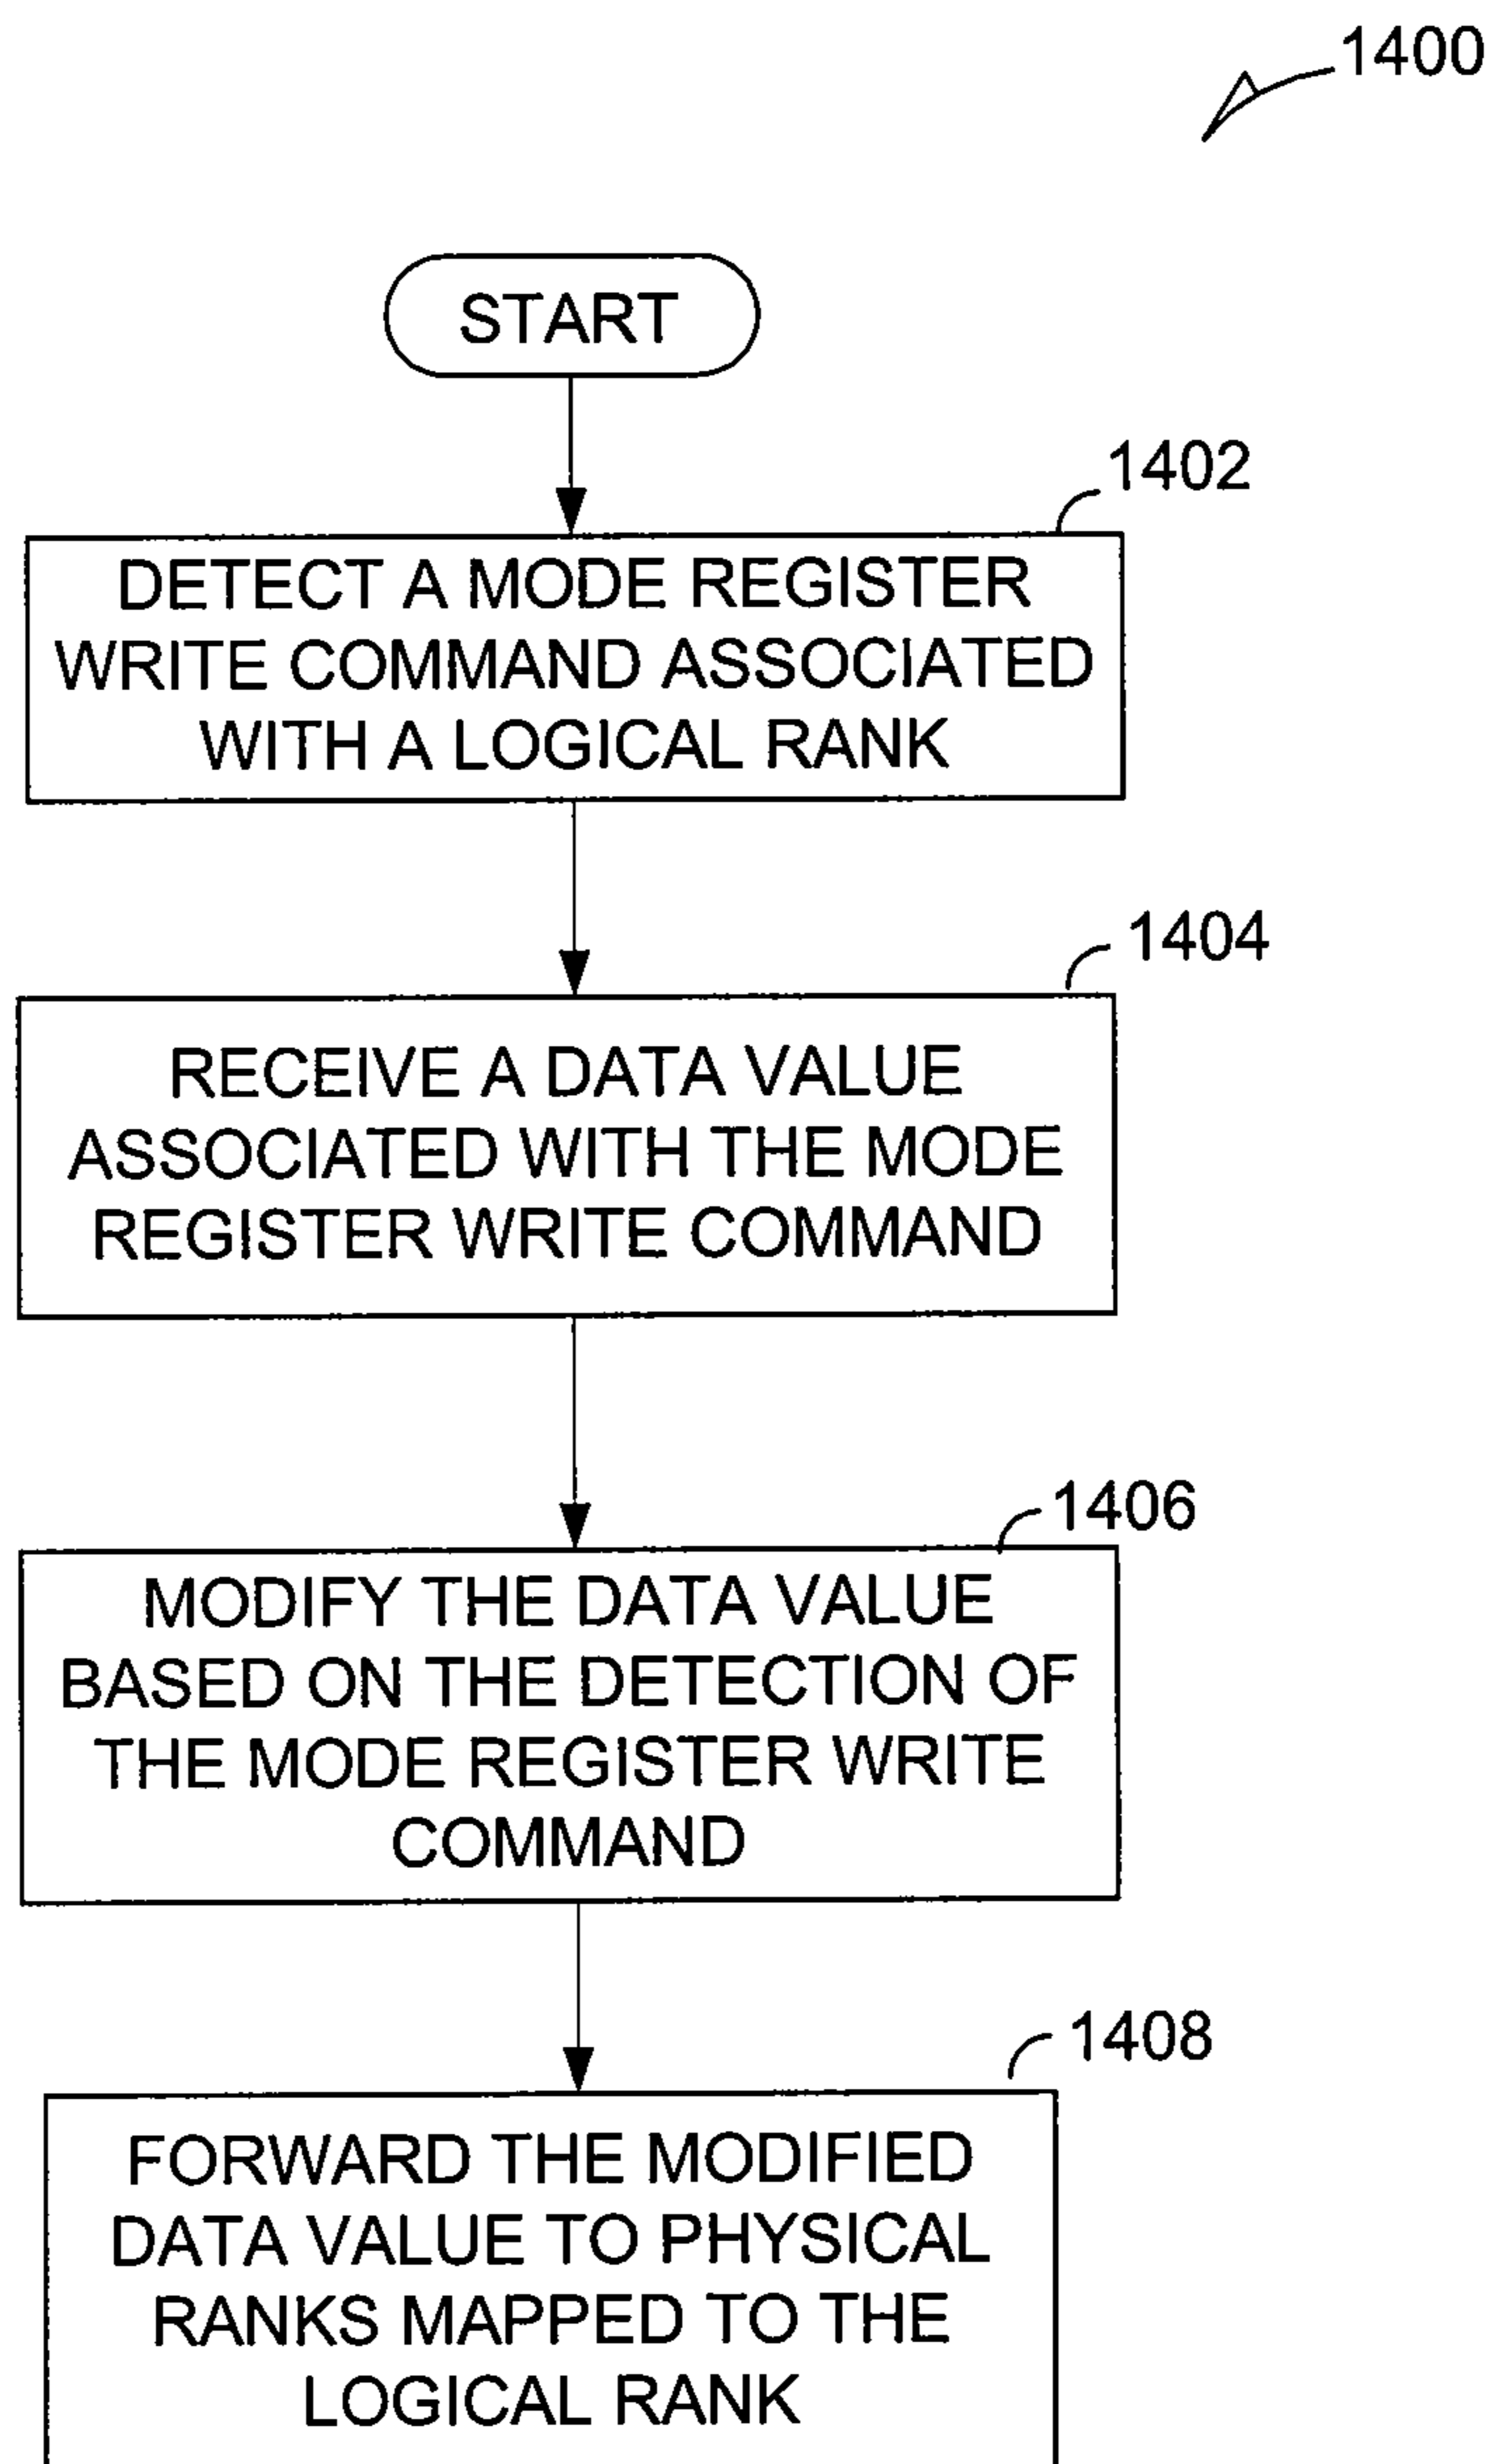 1400
START
1402
DETECT A MODE REGISTER
WRITE COMMAND ASSOCIATED
WITH A LOGICAL RANK
1404
RECEIVE A DATA VALUE
ASSOCIATED WITH THE MODE
REGISTER WRITE COMMAND
1406
MODIFY THE DATA VALUE
BASED ON THE DETECTION OF
THE MODE REGISTER WRITE
COMMAND
1408
FORWARD THE MODIFIED
DATA VALUE TO PHYSICAL
RANKS MAPPED TO THE
LOGICAL RANK